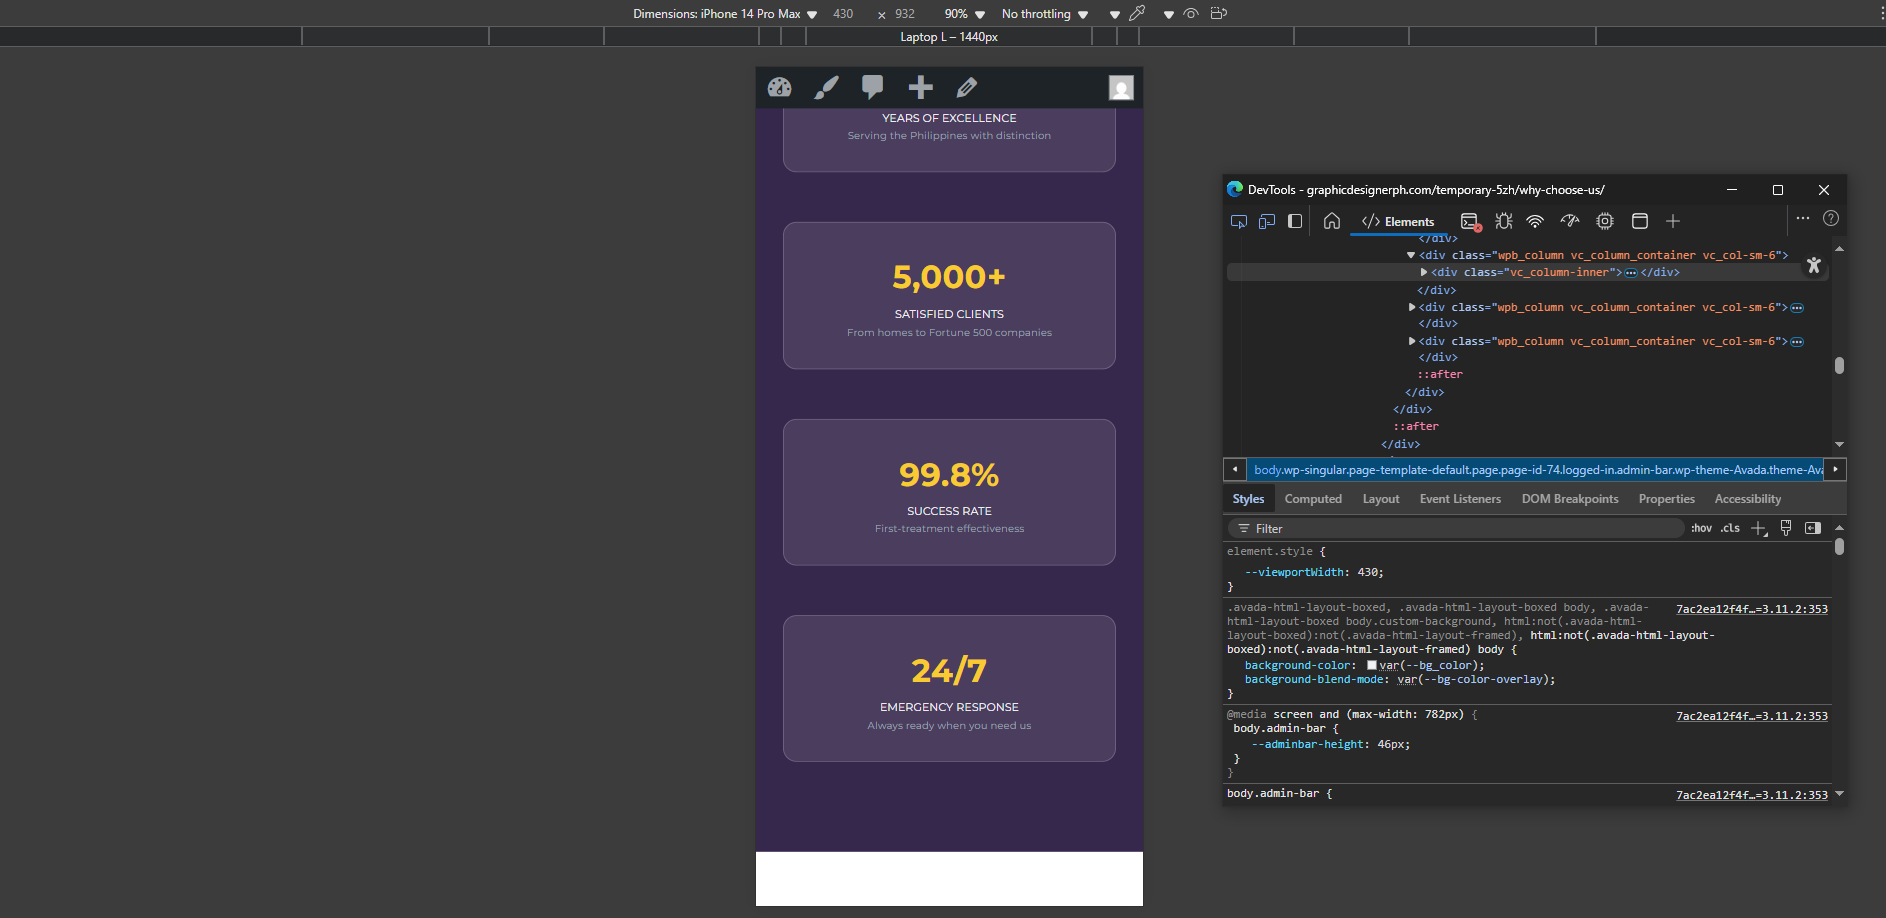 Dimensions: iPhone 14 Pro Max 430 × 932 90% No throttling
Laptop L – 1440px
YEARS OF EXCELLENCE
Serving the Philippines with distinction
5,000+
SATISFIED CLIENTS
From homes to Fortune 500 companies
99.8%
SUCCESS RATE
First-treatment effectiveness
24/7
EMERGENCY RESPONSE
Always ready when you need us
DevTools - graphicdesignerph.com/temporary-5zh/why-choose-us/
</> Elements
</div>
<div class="wpb_column vc_column_container vc_col-sm-6">
<div class="vc_column-inner"> ••• </div>
</div>
<div class="wpb_column vc_column_container vc_col-sm-6"> •••
</div>
<div class="wpb_column vc_column_container vc_col-sm-6"> •••
</div>
::after
</div>
</div>
::after
</div>
body.wp-singular.page-template-default.page.page-id-74.logged-in.admin-bar.wp-theme-Avada.theme-Ava
Styles Computed Layout Event Listeners DOM Breakpoints Properties Accessibility
Filter :hov .cls
element.style {
--viewportWidth: 430;
}
.avada-html-layout-boxed, .avada-html-layout-boxed body, .avada- 7ac2ea12f4f…=3.11.2:353
html-layout-boxed body.custom-background, html:not(.avada-html-
layout-boxed):not(.avada-html-layout-framed), html:not(.avada-html-layout-
boxed):not(.avada-html-layout-framed) body {
background-color: var(--bg_color);
background-blend-mode: var(--bg-color-overlay);
}
@media screen and (max-width: 782px) { 7ac2ea12f4f…=3.11.2:353
body.admin-bar {
--adminbar-height: 46px;
}
}
body.admin-bar { 7ac2ea12f4f…=3.11.2:353